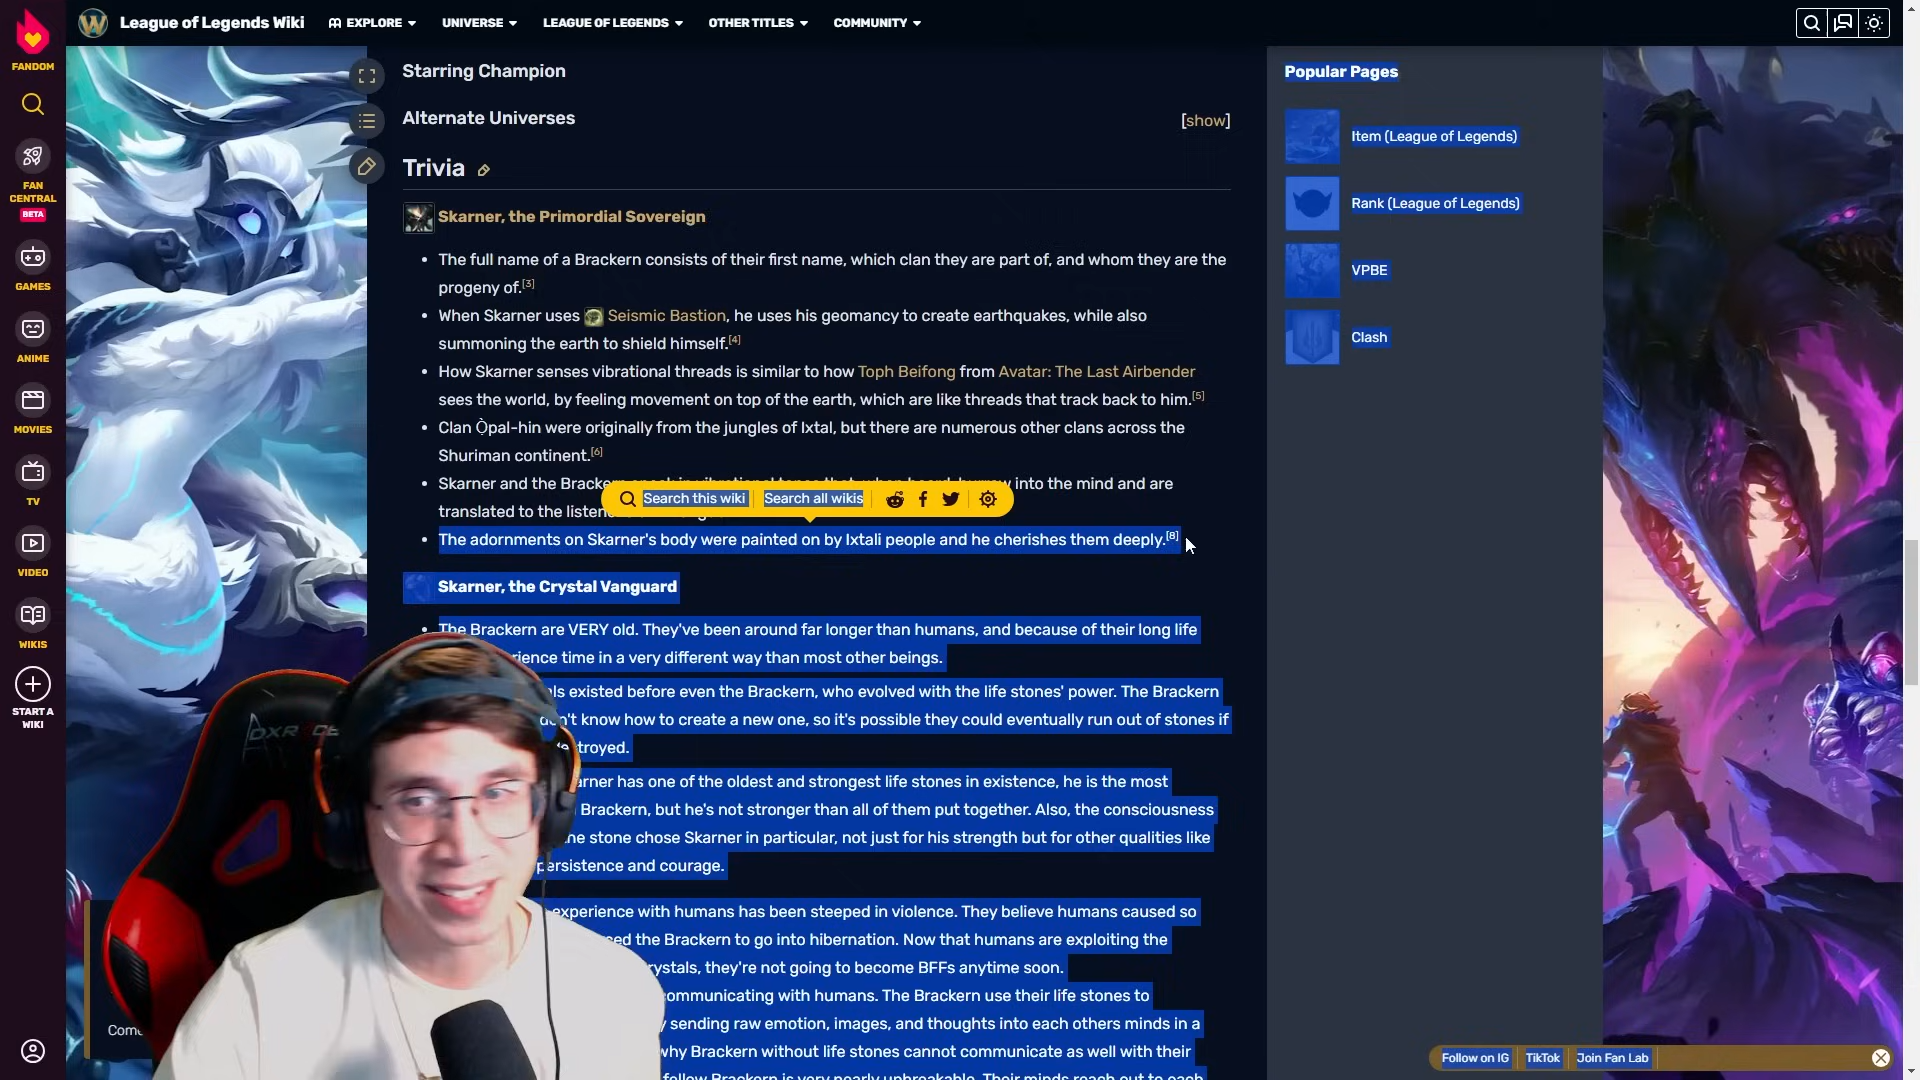 League of Legends Wiki
EXPLORE
UNIVERSE
LEAGUE OF LEGENDS
OTHER TITLES
COMMUNITY
FANDOM
FAN CENTRAL
BETA
GAMES
ANIME
MOVIES
TV
VIDEO
WIKIS
START A WIKI
Starring Champion
Alternate Universes
[show]
Trivia
Skarner, the Primordial Sovereign
The full name of a Brackern consists of their first name, which clan they are part of, and whom they are the
progeny of.[3]
When Skarner uses Seismic Bastion, he uses his geomancy to create earthquakes, while also
summoning the earth to shield himself.[4]
How Skarner senses vibrational threads is similar to how Toph Beifong from Avatar: The Last Airbender
sees the world, by feeling movement on top of the earth, which are like threads that track back to him.[5]
Clan Òpal-hin were originally from the jungles of Ixtal, but there are numerous other clans across the
Shuriman continent.[6]
Skarner and the Brackern into the mind and are
Search this wiki
Search all wikis
translated to the
The adornments on Skarner's body were painted on by Ixtali people and he cherishes them deeply.[8]
Skarner, the Crystal Vanguard
The Brackern are VERY old. They've been around far longer than humans, and because of their long life
time in a very different way than most other beings.
existed before even the Brackern, who evolved with the life stones' power. The Brackern
know how to create a new one, so it's possible they could eventually run out of stones if
has one of the oldest and strongest life stones in existence, he is the most
Brackern, but he's not stronger than all of them put together. Also, the consciousness
stone chose Skarner in particular, not just for his strength but for other qualities like
persistence and courage.
experience with humans has been steeped in violence. They believe humans caused so
the Brackern to go into hibernation. Now that humans are exploiting the
they're not going to become BFFs anytime soon.
communicating with humans. The Brackern use their life stones to
sending raw emotion, images, and thoughts into each others minds in a
why Brackern without life stones cannot communicate as well with their
fellow Brackern is very nearly unbreakable. Their minds reach out to each
Popular Pages
Item (League of Legends)
Rank (League of Legends)
VPBE
Clash
Follow on IG
TikTok
Join Fan Lab